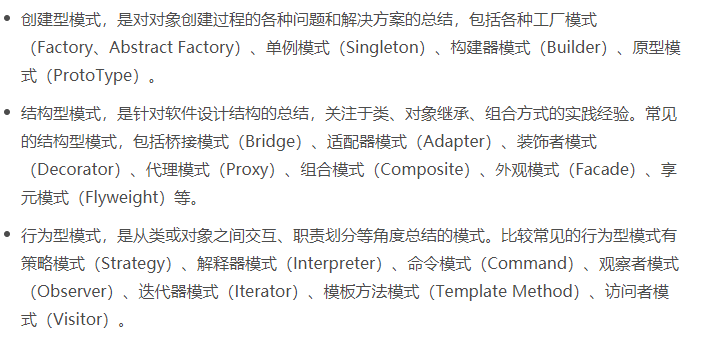 创建型模式，是对对象创建过程的各种问题和解决方案的总结，包括各种工厂模式
（Factory、Abstract Factory）、单例模式（Singleton）、构建器模式（Builder）、原型模
式（ProtoType）。
结构型模式，是针对软件设计结构的总结，关注于类、对象继承、组合方式的实践经验。常见
的结构型模式，包括桥接模式（Bridge）、适配器模式（Adapter）、装饰者模式
（Decorator）、代理模式（Proxy）、组合模式（Composite）、外观模式（Facade）、享
元模式（Flyweight）等。
行为型模式，是从类或对象之间交互、职责划分等角度总结的模式。比较常见的行为型模式有
策略模式（Strategy）、解释器模式（Interpreter）、命令模式（Command）、观察者模式
（Observer）、迭代器模式（Iterator）、模板方法模式（Template Method）、访问者模
式（Visitor）。